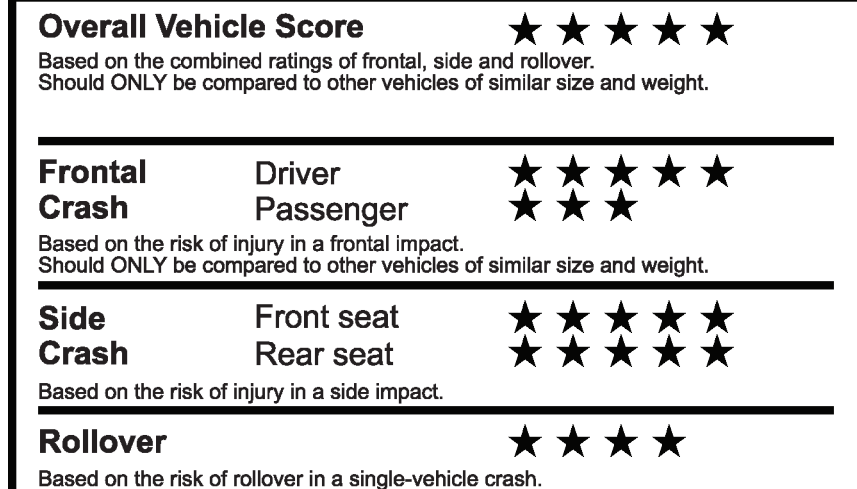 Overall Vehicle Score ★ ★ ★ ★ ★
Based on the combined ratings of frontal, side and rollover.
Should ONLY be compared to other vehicles of similar size and weight.
Frontal Driver ★ ★ ★ ★ ★
Crash Passenger ★ ★ ★
Based on the risk of injury in a frontal impact.
Should ONLY be compared to other vehicles of similar size and weight.
Side Front seat ★ ★ ★ ★ ★
Crash Rear seat ★ ★ ★ ★ ★
Based on the risk of injury in a side impact.
Rollover ★ ★ ★ ★
Based on the risk of rollover in a single-vehicle crash.